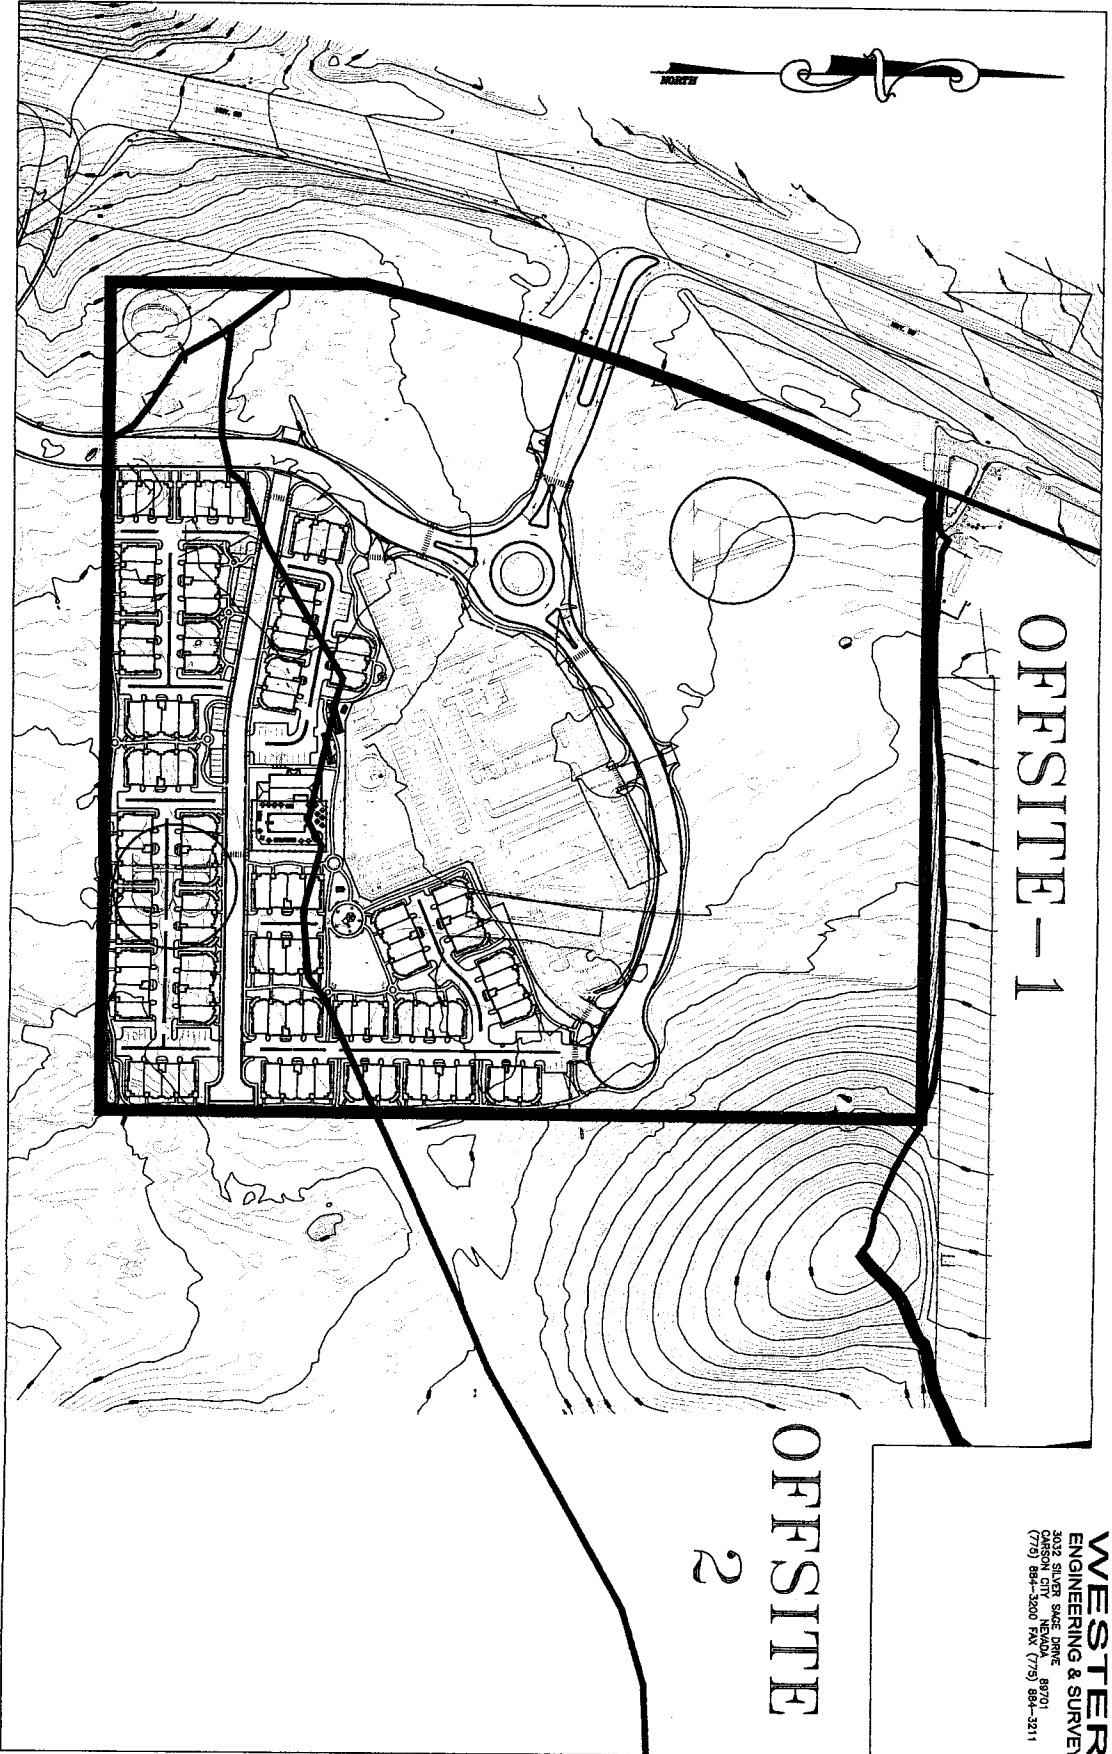 NORTH
OFFSITE-1
OFFSITE
2
WESTER
ENGINEERING & SURVEY
3032 SILVER SAGE DRIVE
CARSON CITY NEVADA 89701
(775) 884-3200 FAX (775) 884-3211